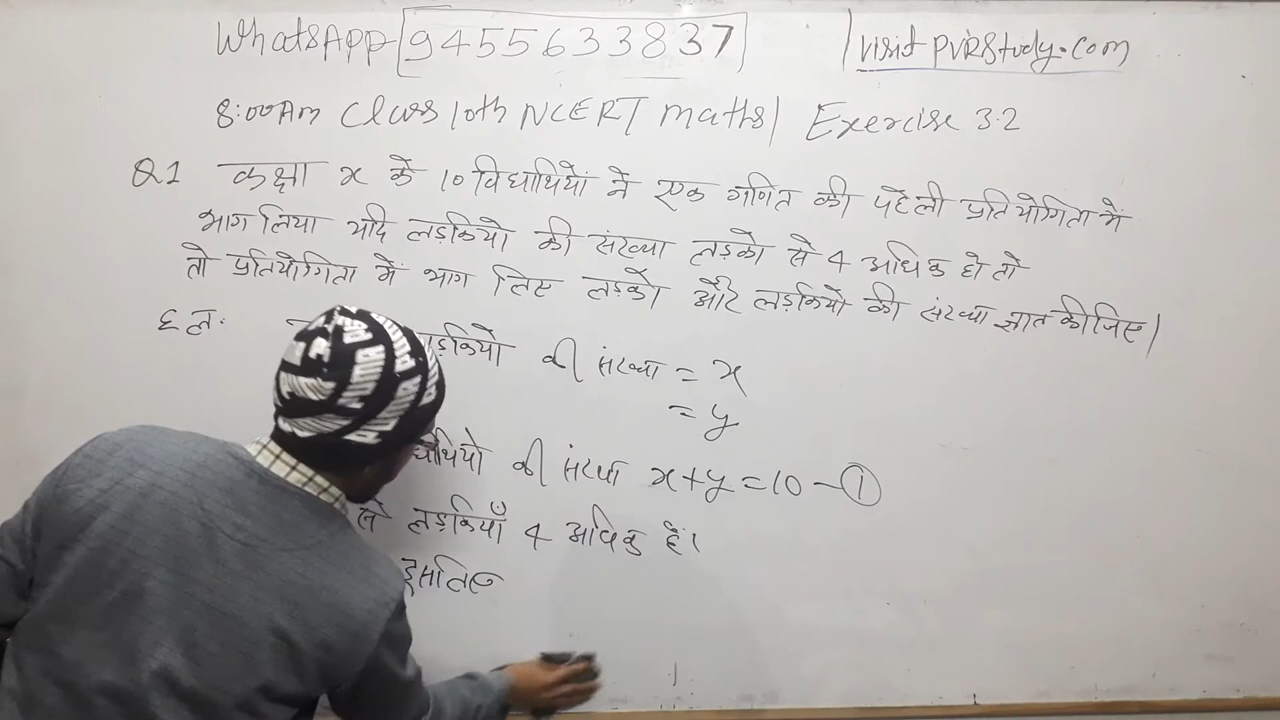 WhatsApp 9455633837 | visit pvrstudy.com
8:00Am Class 10th NCERT maths | Exercise 3.2
Q1 कक्षा x के 10 विद्यार्थियों ने एक गणित की पहेली प्रतियोगिता में
भाग लिया यदि लड़कियो की संख्या लड़को से 4 अधिक हो तो
तो प्रतियोगिता में भाग लिए लड़को और लड़कियो की संख्या ज्ञात कीजिए।
हल:
की संख्या = x
= y
की संख्या x+y=10 — ①
लड़कियाँ 4 अधिक हैं।
इसलिए